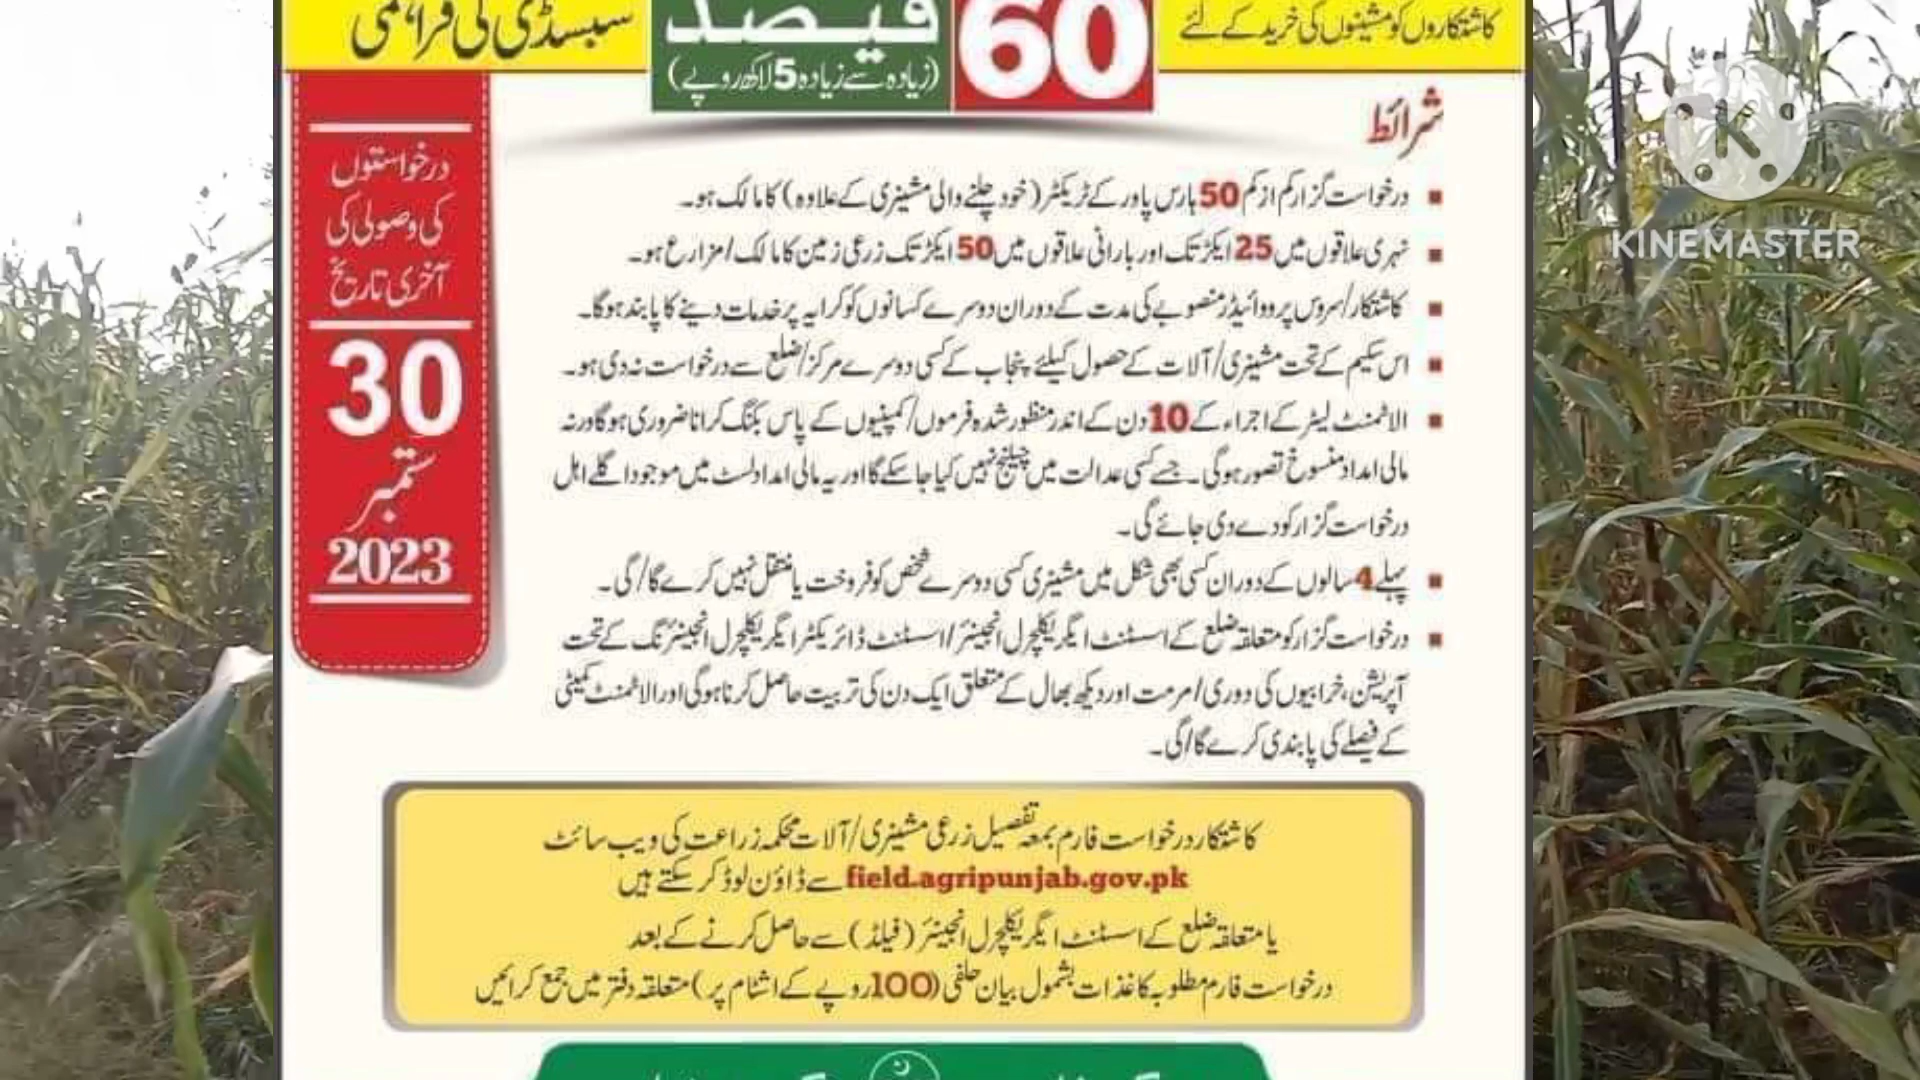 کاشتکاروں کو مشینوں کی خرید کے لئے 60 فیصد سبسڈی کی فراہمی
(زیادہ سے زیادہ 5 لاکھ روپے)
شرائط
درخواست گزار کم از کم 50 ہارس پاور کے ٹریکٹر (خود چلنے والی مشینری کے علاوہ) کا مالک ہو۔
نہری علاقوں میں 25 ایکڑ تک اور بارانی علاقوں میں 50 ایکڑ تک زرعی زمین کا مالک/مزارع ہو۔
کاشتکار/سروس پرووائیڈر منصوبے کی مدت کے دوران دوسرے کسانوں کو کرایہ پر خدمات دینے کا پابند ہوگا۔
اس سکیم کے تحت مشینری/آلات کے حصول کیلئے پنجاب کے کسی دوسرے مرکز/ضلع سے درخواست نہ دی ہو۔
الاٹمنٹ لیٹر کے اجراء کے 10 دن کے اندر منظور شدہ فرموں/کمپنیوں کے پاس بکنگ کرانا ضروری ہوگا ورنہ
مالی امداد منسوخ تصور ہوگی۔ جسے کسی عدالت میں چیلنج نہیں کیا جا سکے گا اور یہ مالی امداد لسٹ میں موجود اگلے اہل
درخواست گزار کو دے دی جائے گی۔
پہلے 4 سالوں کے دوران کسی بھی شکل میں مشینری کسی دوسرے شخص کو فروخت یا منتقل نہیں کرے گا/گی۔
درخواست گزار کو متعلقہ ضلع کے اسسٹنٹ ایگریکلچرل انجینئر/اسسٹنٹ ڈائریکٹر ایگریکلچرل انجینئرنگ کے تحت
آپریشن، خرابیوں کی دوری/مرمت اور دیکھ بھال کے متعلق ایک دن کی تربیت حاصل کرنا ہوگی اور الاٹمنٹ کمیٹی
کے فیصلے کی پابندی کرے گا/گی۔
درخواستوں
کی وصولی کی
آخری تاریخ
30
ستمبر
2023
کاشتکار درخواست فارم بمعہ تفصیل زرعی مشینری/آلات محکمہ زراعت کی ویب سائٹ
field.agripunjab.gov.pk سے ڈاؤن لوڈ کر سکتے ہیں
یا متعلقہ ضلع کے اسسٹنٹ ایگریکلچرل انجینئر (فیلڈ) سے حاصل کرنے کے بعد
درخواست فارم مطلوبہ کاغذات بشمول بیان حلفی (100 روپے کے اشٹام پر) متعلقہ دفتر میں جمع کرائیں
K
KINEMASTER